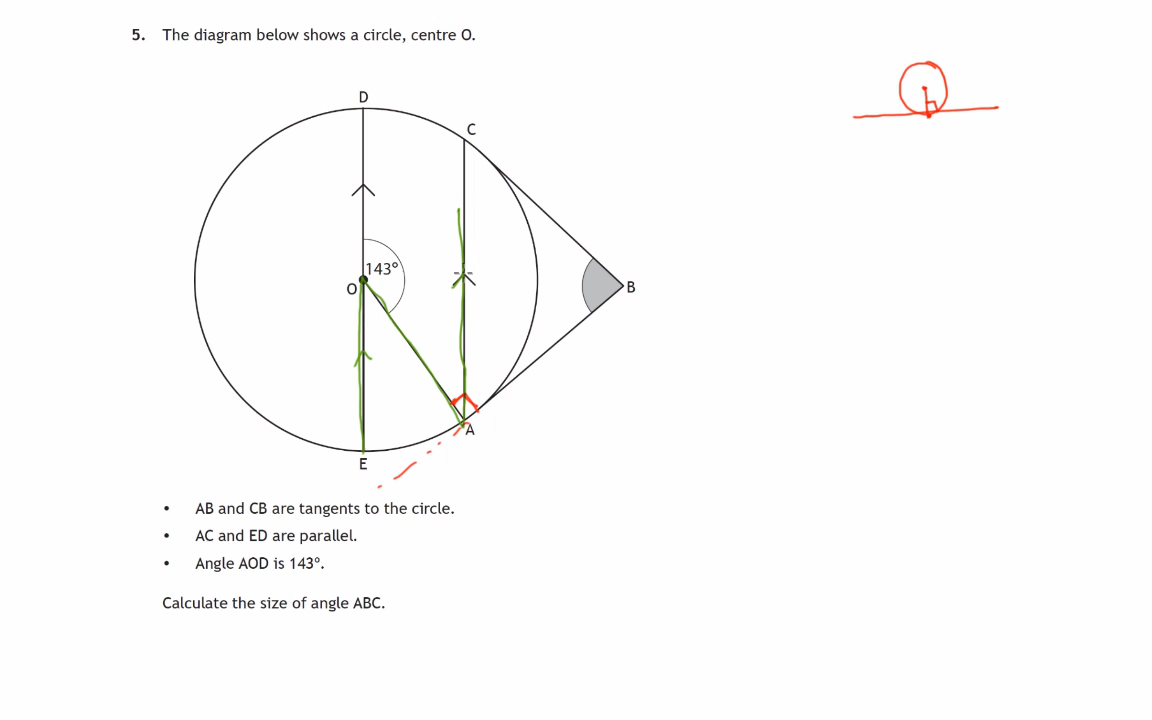 5. The diagram below shows a circle, centre O.
D
C
143°
O
B
A
E
• AB and CB are tangents to the circle.
• AC and ED are parallel.
• Angle AOD is 143°.
Calculate the size of angle ABC.